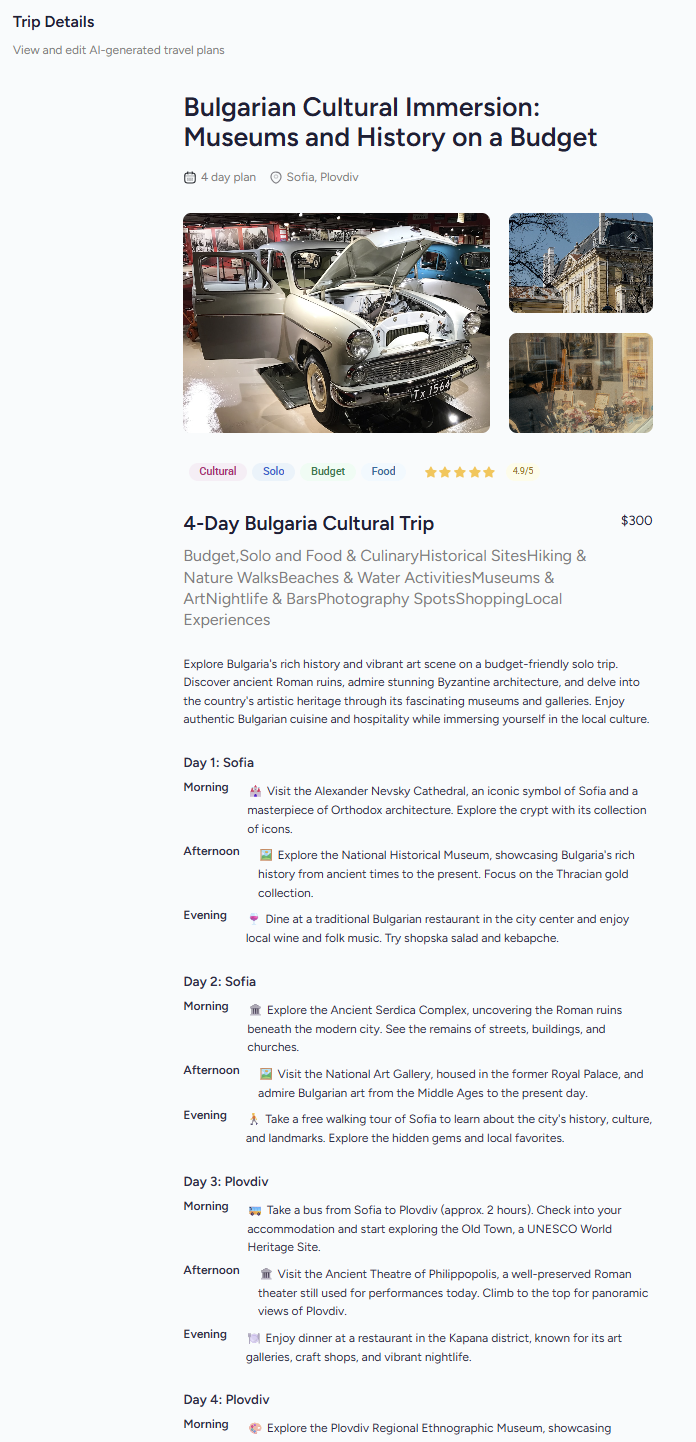 Trip Details
View and edit AI-generated travel plans
Bulgarian Cultural Immersion:
Museums and History on a Budget
4 day plan
Sofia, Plovdiv
Tx 1564
Cultural
Solo
Budget
Food
4.9/5
4-Day Bulgaria Cultural Trip
$300
Budget,Solo and Food & CulinaryHistorical SitesHiking &
Nature WalksBeaches & Water ActivitiesMuseums &
ArtNightlife & BarsPhotography SpotsShoppingLocal
Experiences
Explore Bulgaria's rich history and vibrant art scene on a budget-friendly solo trip.
Discover ancient Roman ruins, admire stunning Byzantine architecture, and delve into
the country's artistic heritage through its fascinating museums and galleries. Enjoy
authentic Bulgarian cuisine and hospitality while immersing yourself in the local culture.
Day 1: Sofia
Morning
🏰 Visit the Alexander Nevsky Cathedral, an iconic symbol of Sofia and a
masterpiece of Orthodox architecture. Explore the crypt with its collection
of icons.
Afternoon
🖼️ Explore the National Historical Museum, showcasing Bulgaria's rich
history from ancient times to the present. Focus on the Thracian gold
collection.
Evening
🍷 Dine at a traditional Bulgarian restaurant in the city center and enjoy
local wine and folk music. Try shopska salad and kebapche.
Day 2: Sofia
Morning
🏛️ Explore the Ancient Serdica Complex, uncovering the Roman ruins
beneath the modern city. See the remains of streets, buildings, and
churches.
Afternoon
🖼️ Visit the National Art Gallery, housed in the former Royal Palace, and
admire Bulgarian art from the Middle Ages to the present day.
Evening
🚶 Take a free walking tour of Sofia to learn about the city's history, culture,
and landmarks. Explore the hidden gems and local favorites.
Day 3: Plovdiv
Morning
🚌 Take a bus from Sofia to Plovdiv (approx. 2 hours). Check into your
accommodation and start exploring the Old Town, a UNESCO World
Heritage Site.
Afternoon
🏛️ Visit the Ancient Theatre of Philippopolis, a well-preserved Roman
theater still used for performances today. Climb to the top for panoramic
views of Plovdiv.
Evening
🍽️ Enjoy dinner at a restaurant in the Kapana district, known for its art
galleries, craft shops, and vibrant nightlife.
Day 4: Plovdiv
Morning
🎨 Explore the Plovdiv Regional Ethnographic Museum, showcasing